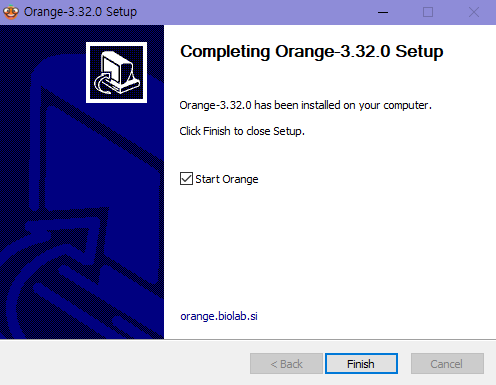 Orange-3.32.0 Setup
Completing Orange-3.32.0 Setup
Orange-3.32.0 has been installed on your computer.
Click Finish to close Setup.
Start Orange
orange.biolab.si
< Back
Finish
Cancel